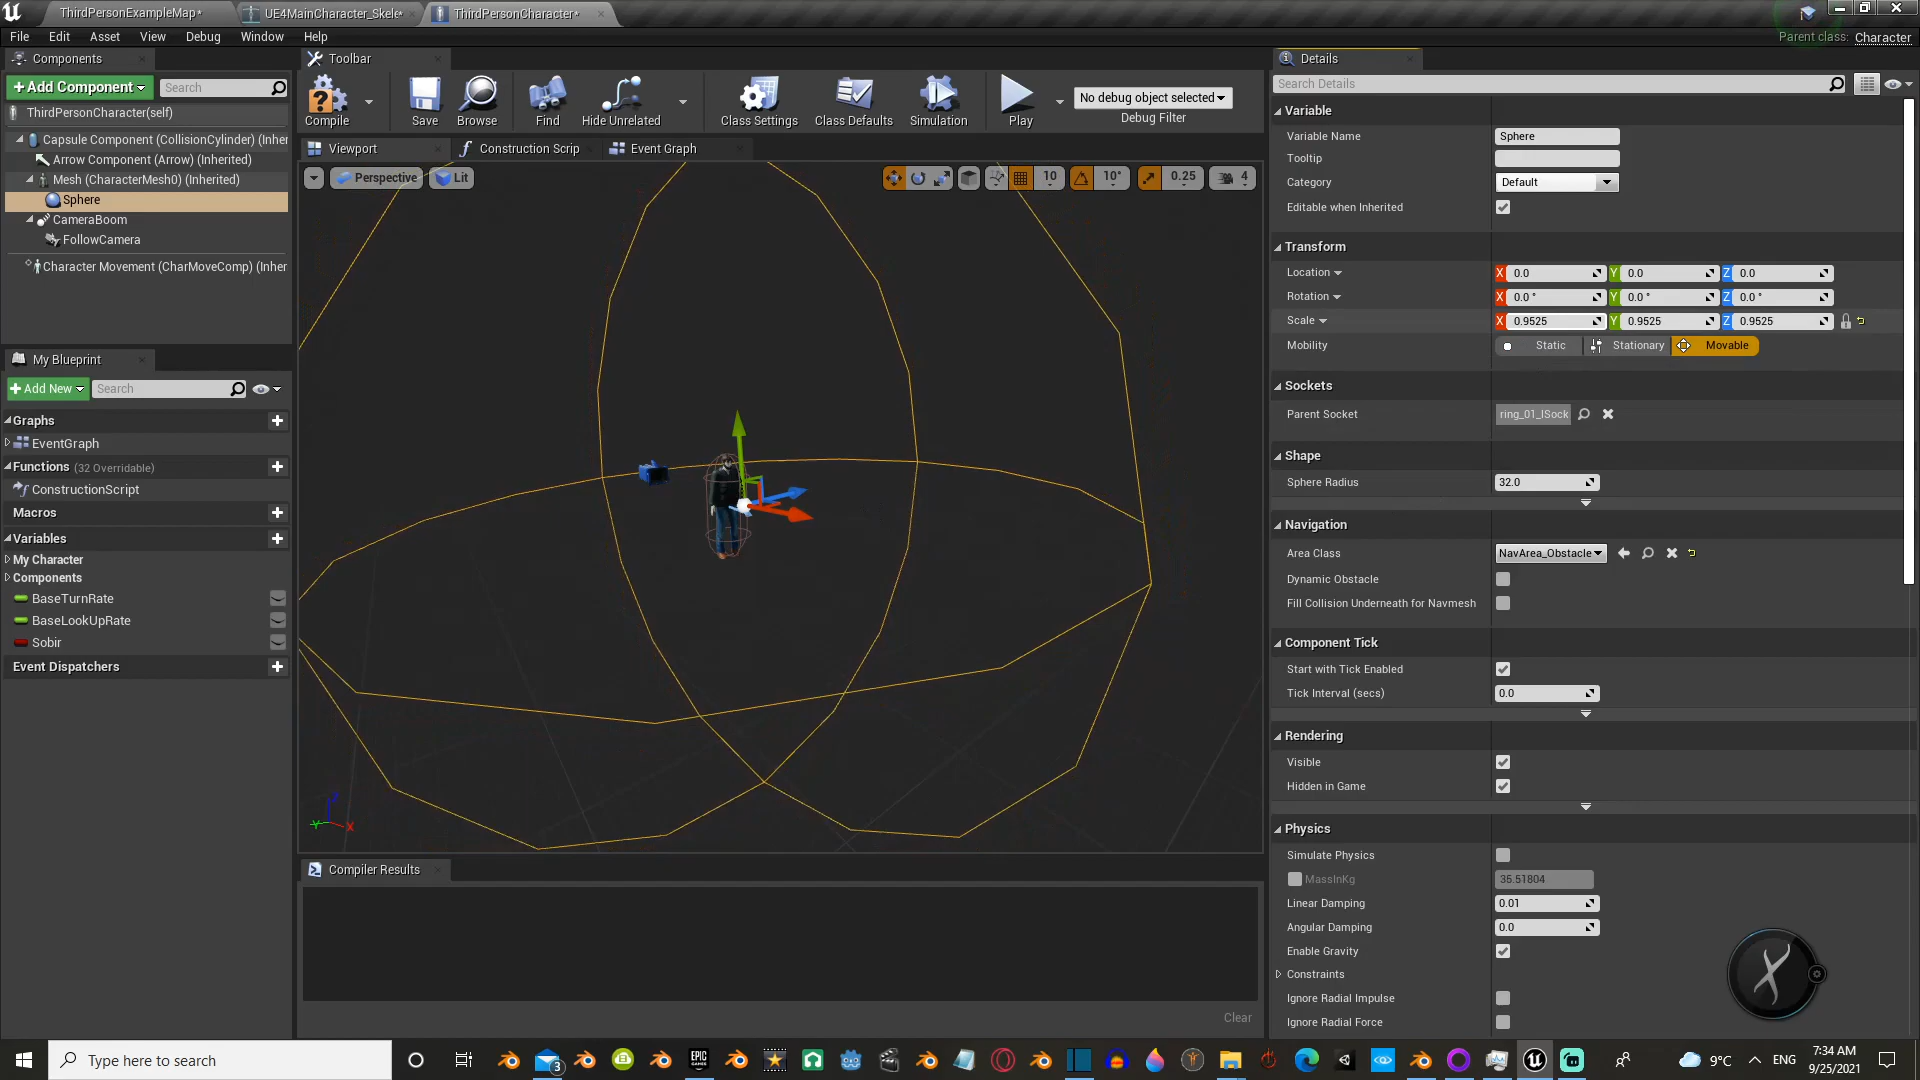 ThirdPersonExampleMap*
UE4MainCharacter_Skele*
ThirdPersonCharacter*
File Edit Asset View Debug Window Help
Parent class: Character
Components
+Add Component
Search
ThirdPersonCharacter(self)
Capsule Component (CollisionCylinder) (Inher
Arrow Component (Arrow) (Inherited)
Mesh (CharacterMesh0) (Inherited)
Sphere
CameraBoom
FollowCamera
Character Movement (CharMoveComp) (Inher
My Blueprint
+Add New
Search
Graphs
EventGraph
Functions (32 Overridable)
ConstructionScript
Macros
Variables
My Character
Components
BaseTurnRate
BaseLookUpRate
Sobir
Event Dispatchers
Toolbar
Compile
Save
Browse
Find
Hide Unrelated
Class Settings
Class Defaults
Simulation
Play
No debug object selected
Debug Filter
Viewport
Construction Scrip
Event Graph
Perspective
Lit
10
10°
0.25
4
Compiler Results
Clear
Details
Search Details
Variable
Variable Name Sphere
Tooltip
Category Default
Editable when Inherited
Transform
Location X 0.0 Y 0.0 Z 0.0
Rotation X 0.0 ° Y 0.0 ° Z 0.0 °
Scale X 0.9525 Y 0.9525 Z 0.9525
Mobility Static Stationary Movable
Sockets
Parent Socket ring_01_lSock
Shape
Sphere Radius 32.0
Navigation
Area Class NavArea_Obstacle
Dynamic Obstacle
Fill Collision Underneath for Navmesh
Component Tick
Start with Tick Enabled
Tick Interval (secs) 0.0
Rendering
Visible
Hidden in Game
Physics
Simulate Physics
MassInKg 35.51804
Linear Damping 0.01
Angular Damping 0.0
Enable Gravity
Constraints
Ignore Radial Impulse
Ignore Radial Force
Z
Y
X
Type here to search
3
EPIC
GAMES
9°C
ENG
7:34 AM
9/25/2021